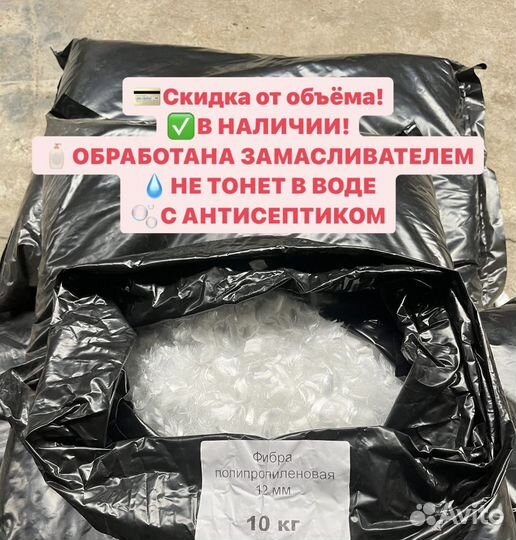 💳Скидка от объёма!
✅В НАЛИЧИИ!
🧴ОБРАБОТАНА ЗАМАСЛИВАТЕЛЕМ
💧НЕ ТОНЕТ В ВОДЕ
🫧С АНТИСЕПТИКОМ
Фибра
полипропиленовая
12 мм
10 кг
Avito